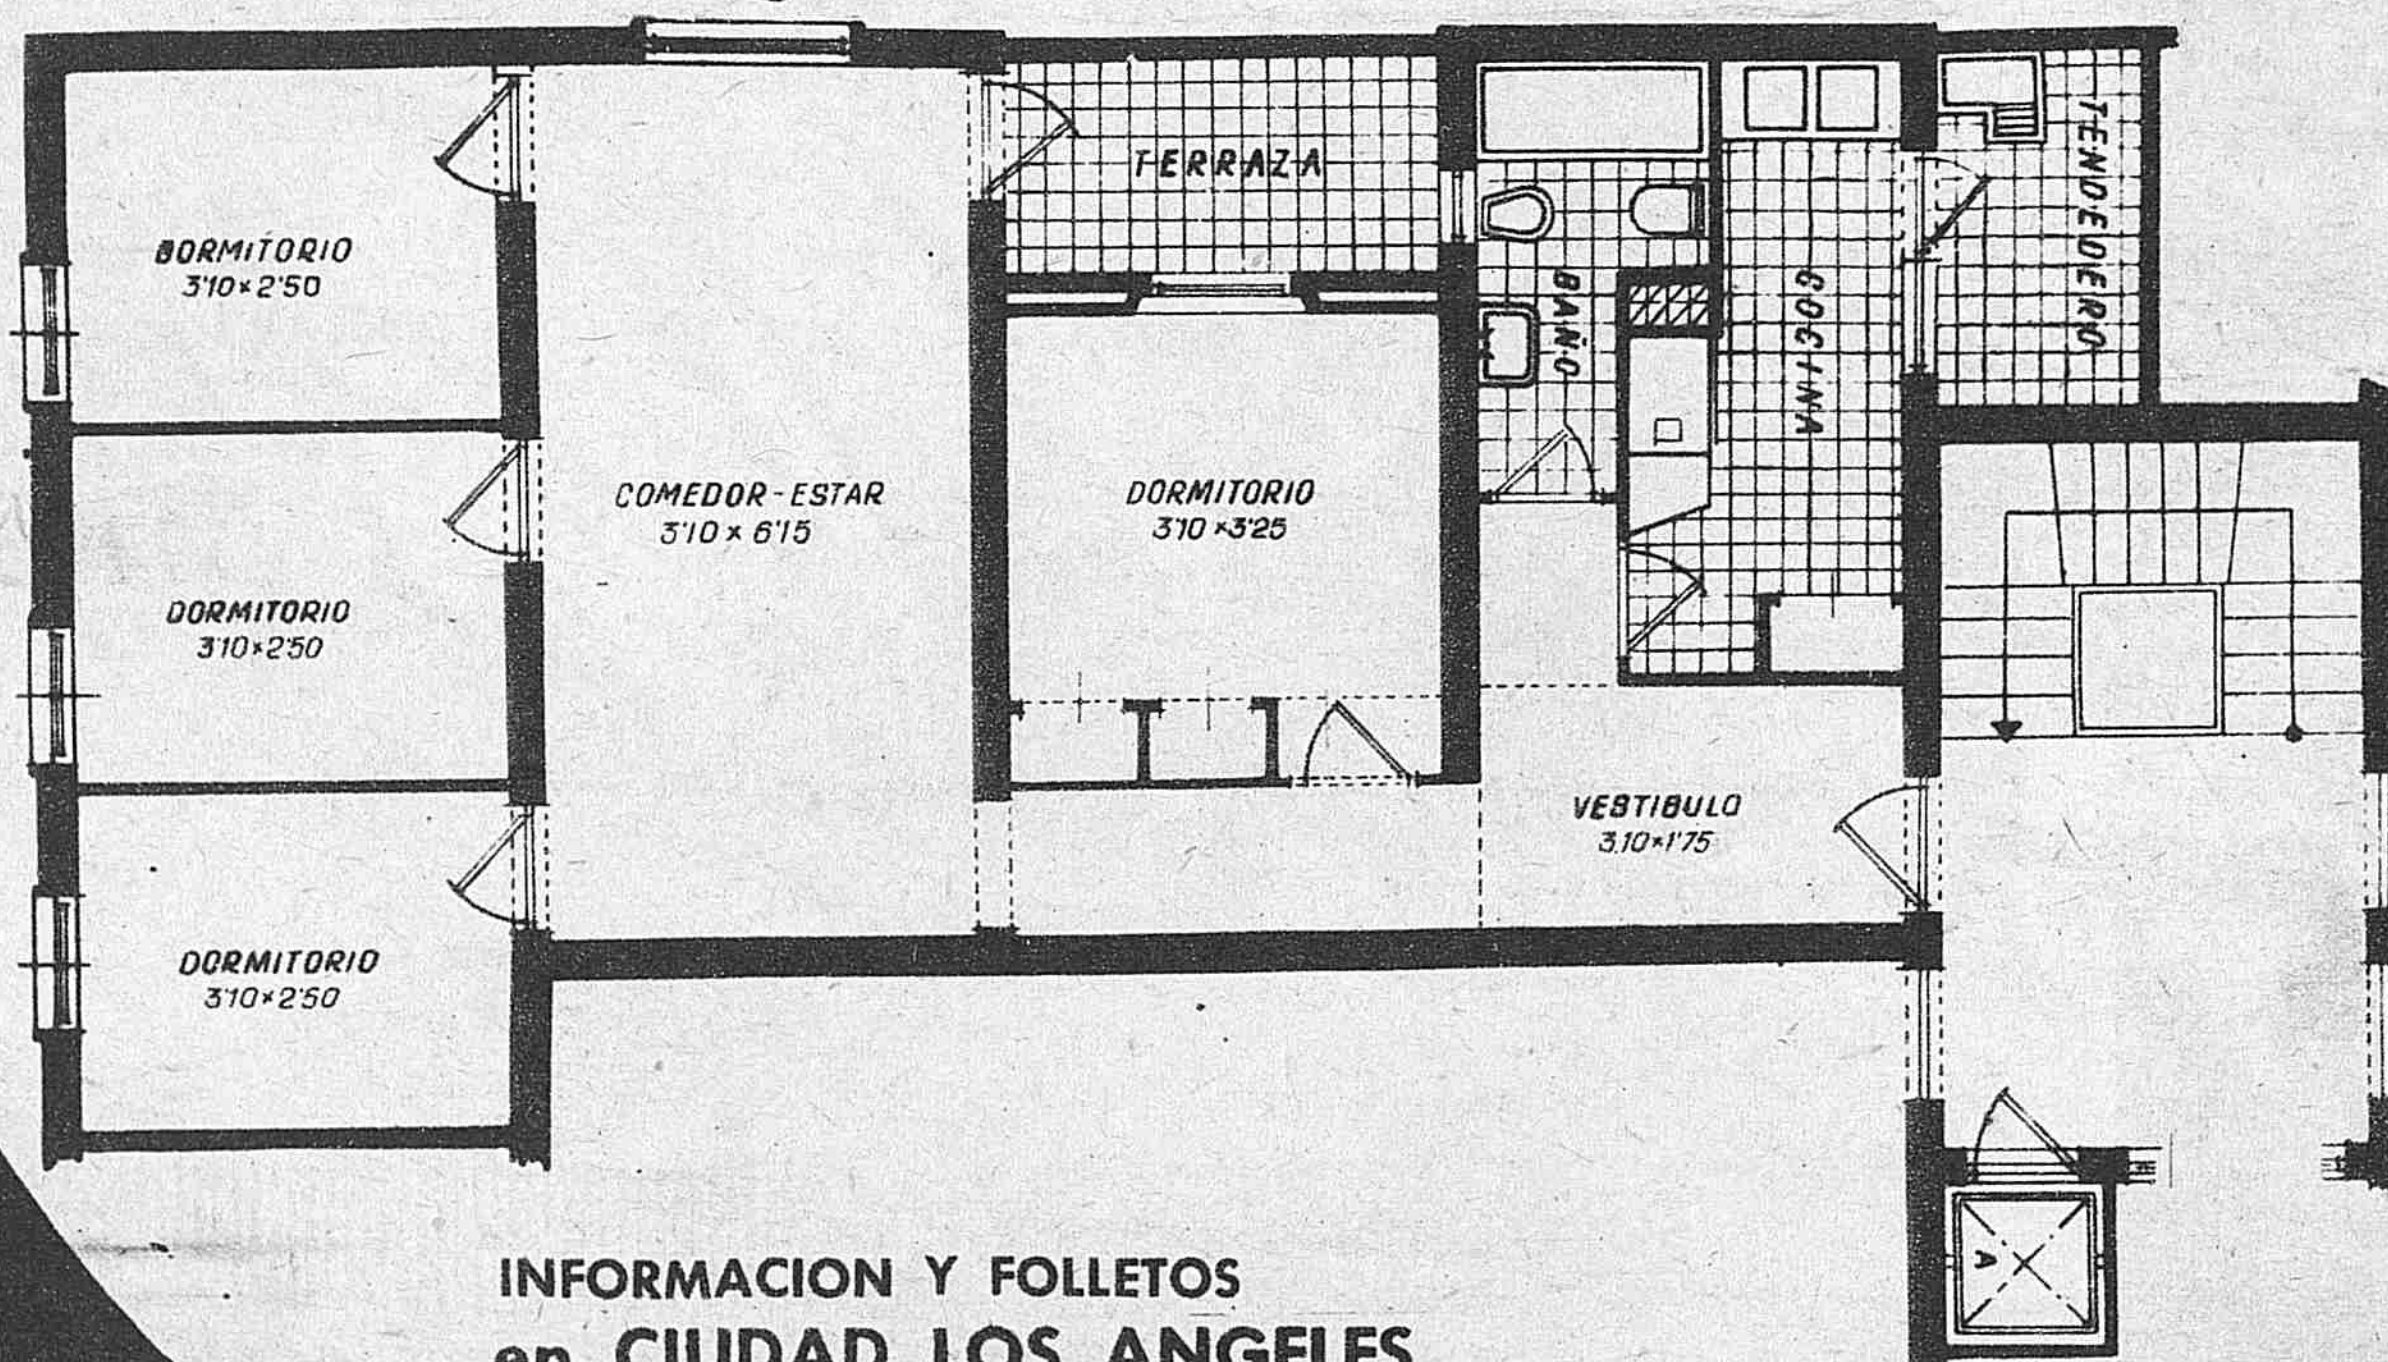 TERRAZA
TENDEDERO
DORMITORIO
3'10×2'50
BAÑO
COCINA
COMEDOR-ESTAR
3'10 × 6'15
DORMITORIO
3'10×3'25
DORMITORIO
3'10×2'50
VESTIBULO
3.10×1'75
DORMITORIO
3'10×2'50
A
INFORMACION Y FOLLETOS
en CIUDAD LOS ANGELES